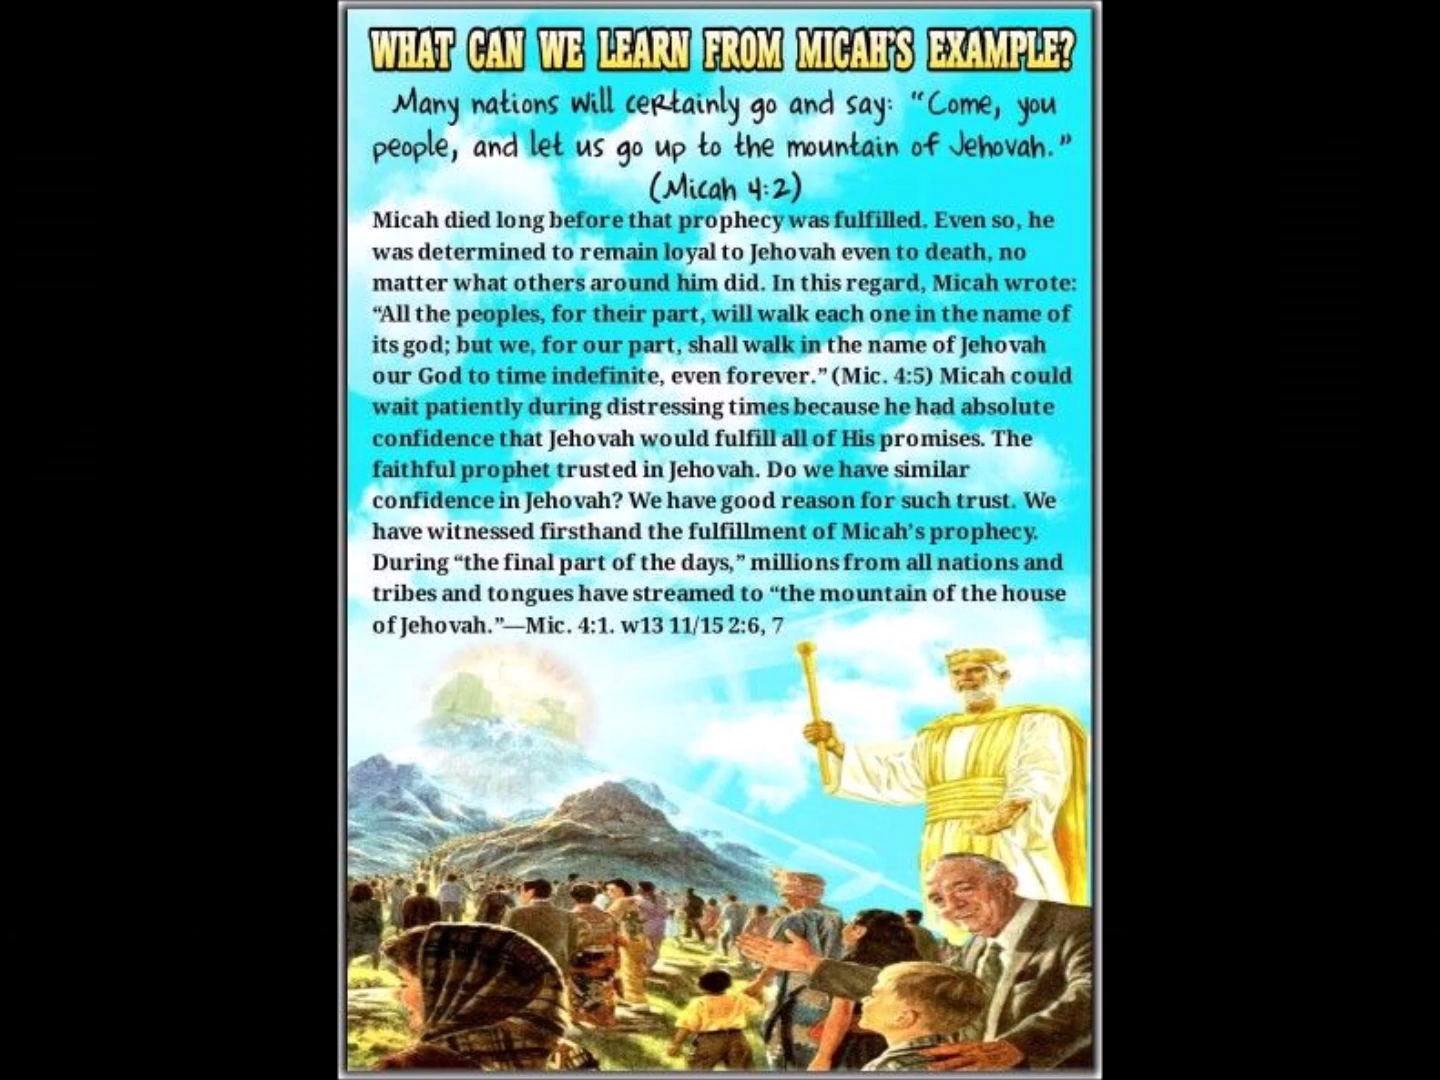 WHAT CAN WE LEARN FROM MICAH'S EXAMPLE?
Many nations will certainly go and say: “Come, you
people, and let us go up to the mountain of Jehovah.”
(Micah 4:2)
Micah died long before that prophecy was fulfilled. Even so, he
was determined to remain loyal to Jehovah even to death, no
matter what others around him did. In this regard, Micah wrote:
“All the peoples, for their part, will walk each one in the name of
its god; but we, for our part, shall walk in the name of Jehovah
our God to time indefinite, even forever.” (Mic. 4:5) Micah could
wait patiently during distressing times because he had absolute
confidence that Jehovah would fulfill all of His promises. The
faithful prophet trusted in Jehovah. Do we have similar
confidence in Jehovah? We have good reason for such trust. We
have witnessed firsthand the fulfillment of Micah’s prophecy.
During “the final part of the days,” millions from all nations and
tribes and tongues have streamed to “the mountain of the house
of Jehovah.”—Mic. 4:1. w13 11/15 2:6, 7